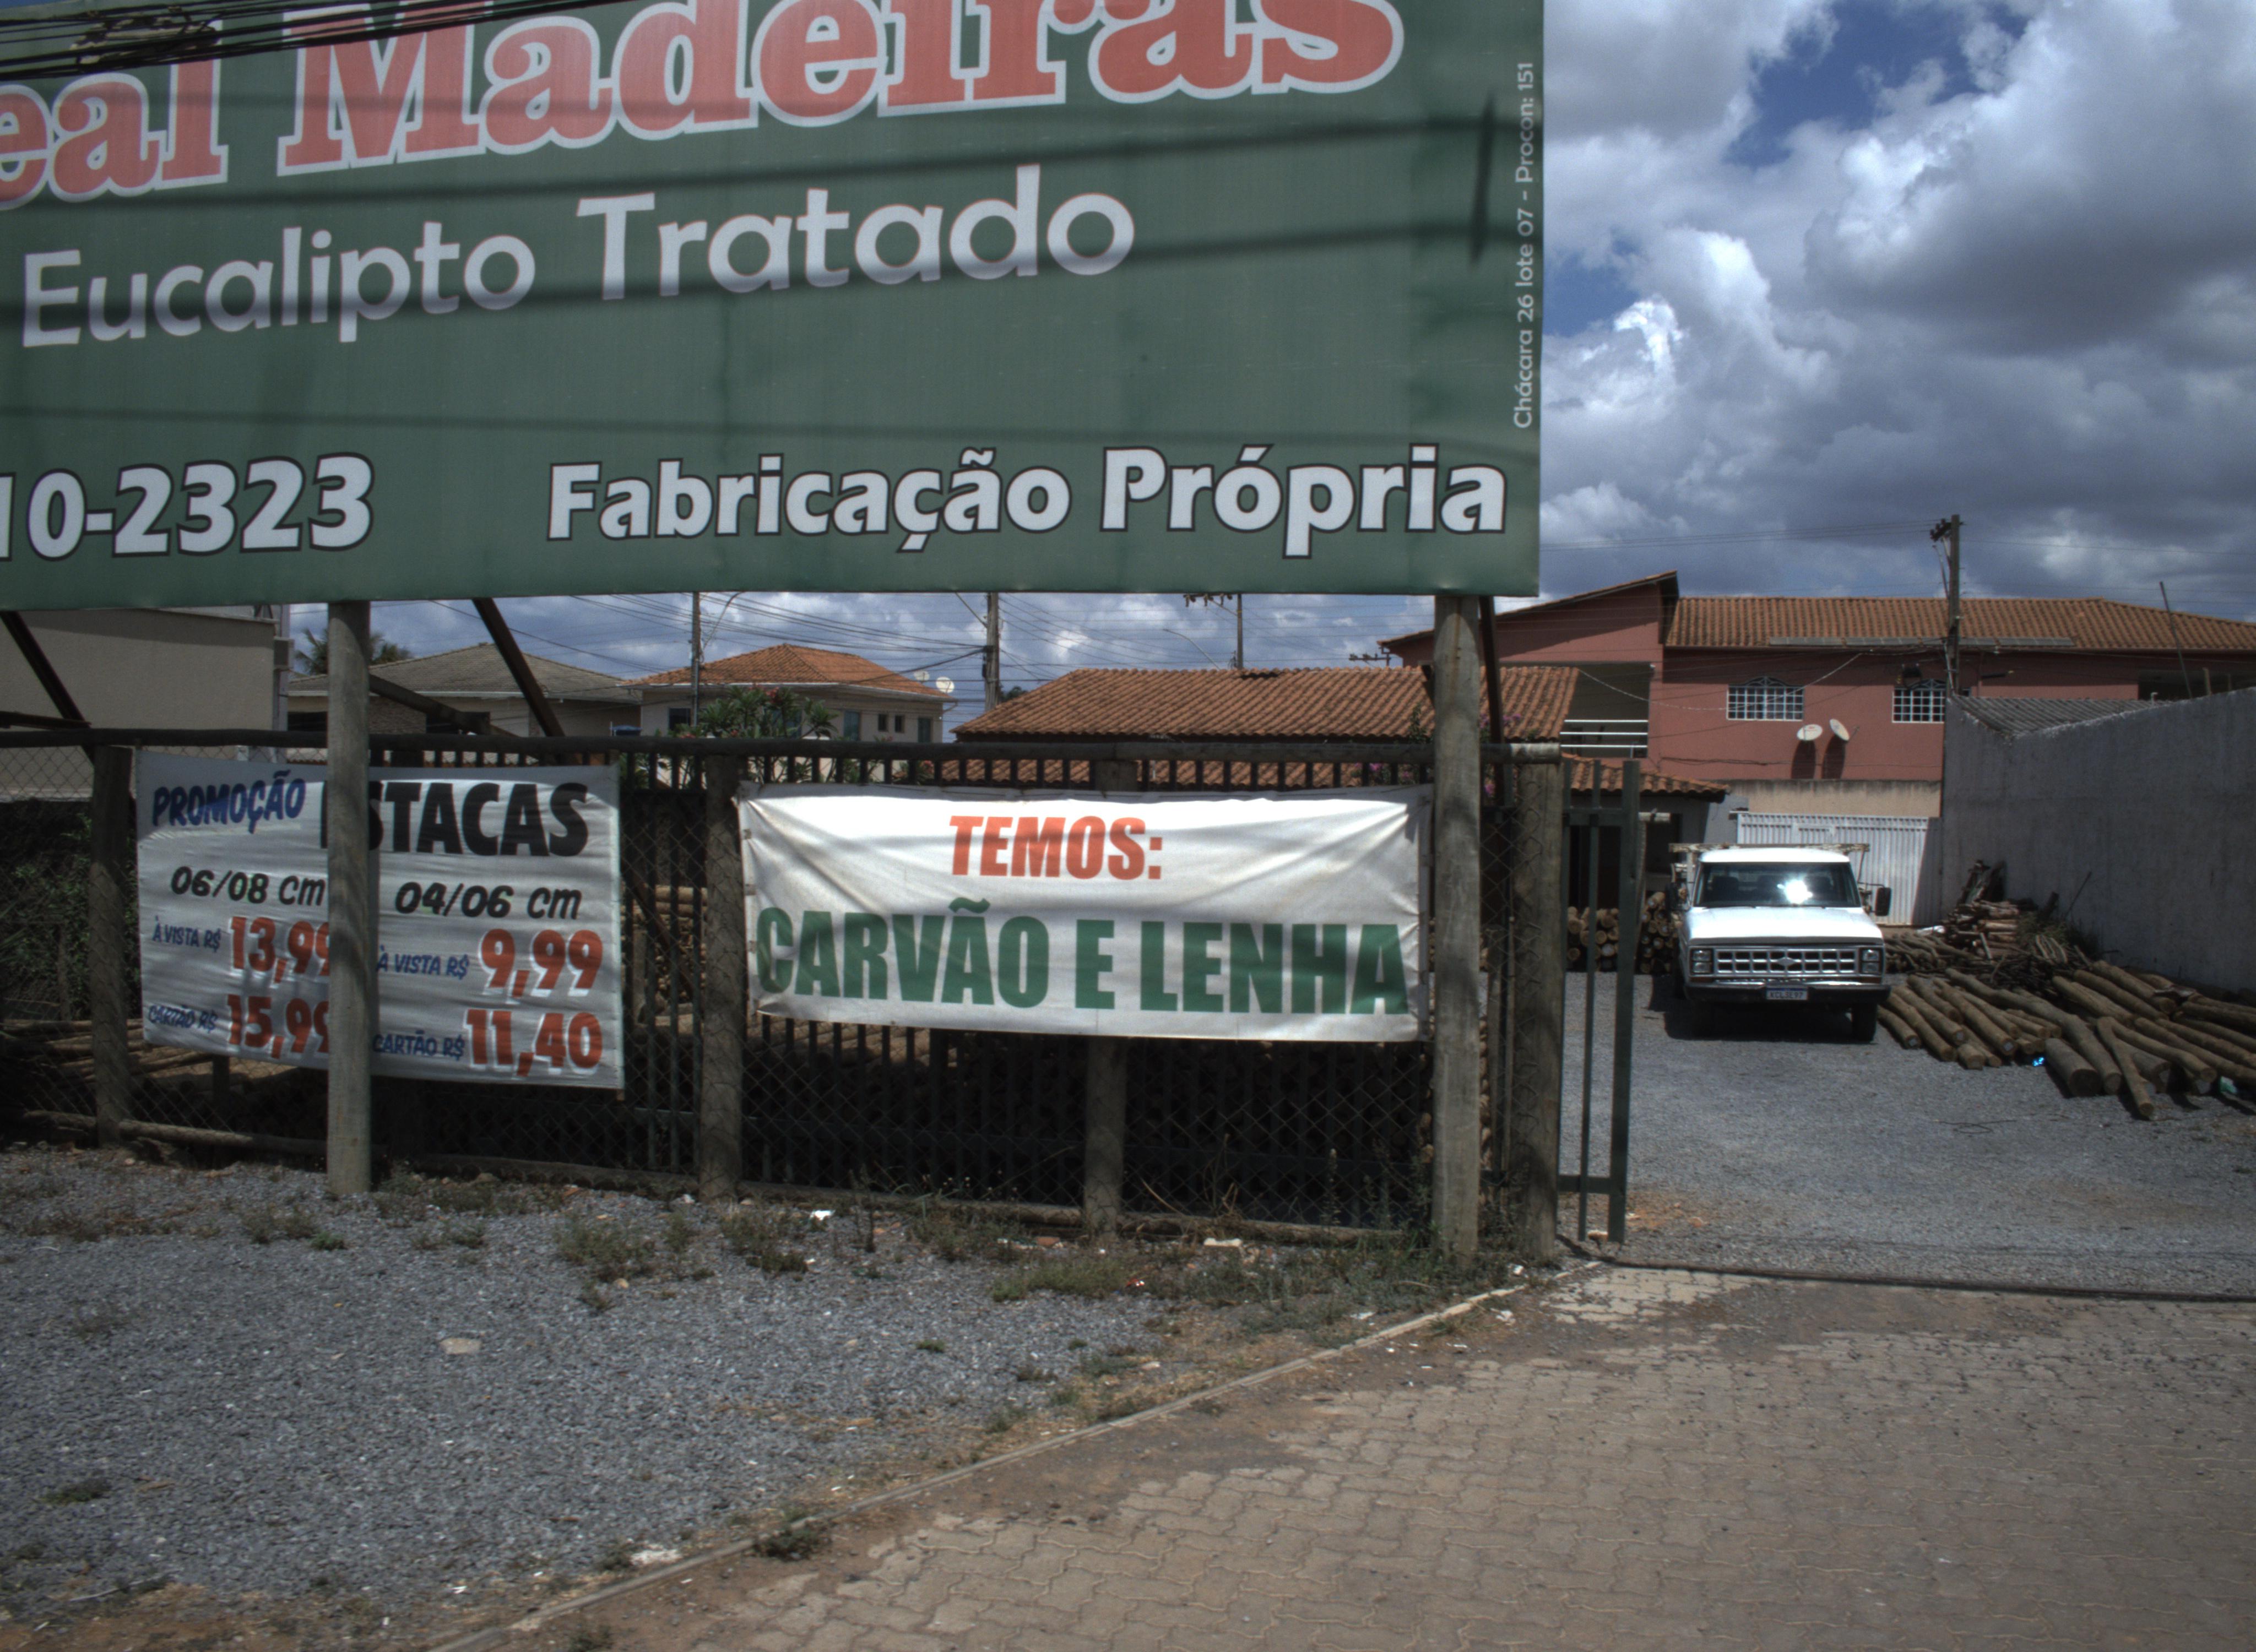 eal Madeiras
Eucalipto Tratado
10-2323
Fabricação Própria
Chácara 26 lote 07 - Procon: 151
PROMOÇÃO ESTACAS
06/08 cm
À VISTA R$ 13,99
CARTÃO R$ 15,99
04/06 cm
À VISTA R$ 9,99
CARTÃO R$ 11,40
TEMOS:
CARVÃO E LENHA